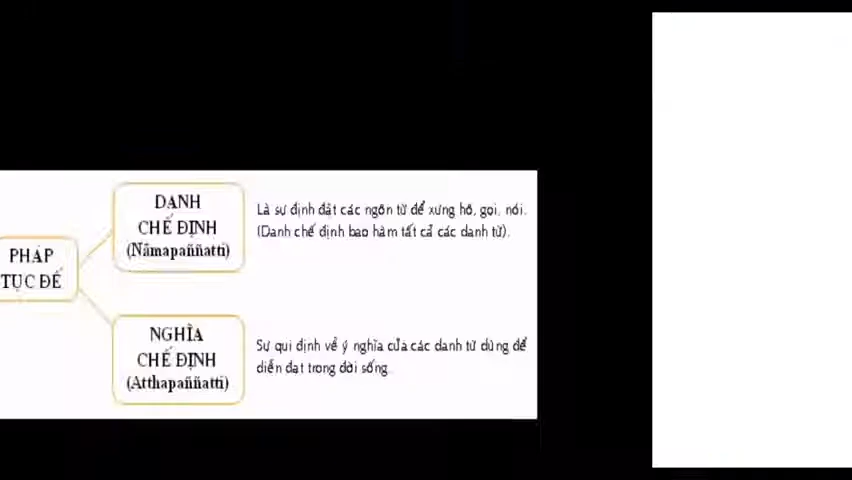 PHÁP
TỤC ĐẾ
DANH
CHẾ ĐỊNH
(Nāmapaññatti)
Là sự định đặt các ngôn từ để xưng hô, gọi, nói.
(Danh chế định bao hàm tất cả các danh từ).
NGHĨA
CHẾ ĐỊNH
(Atthapaññatti)
Sự qui định về ý nghĩa của các danh từ dùng để
diễn đạt trong đời sống.